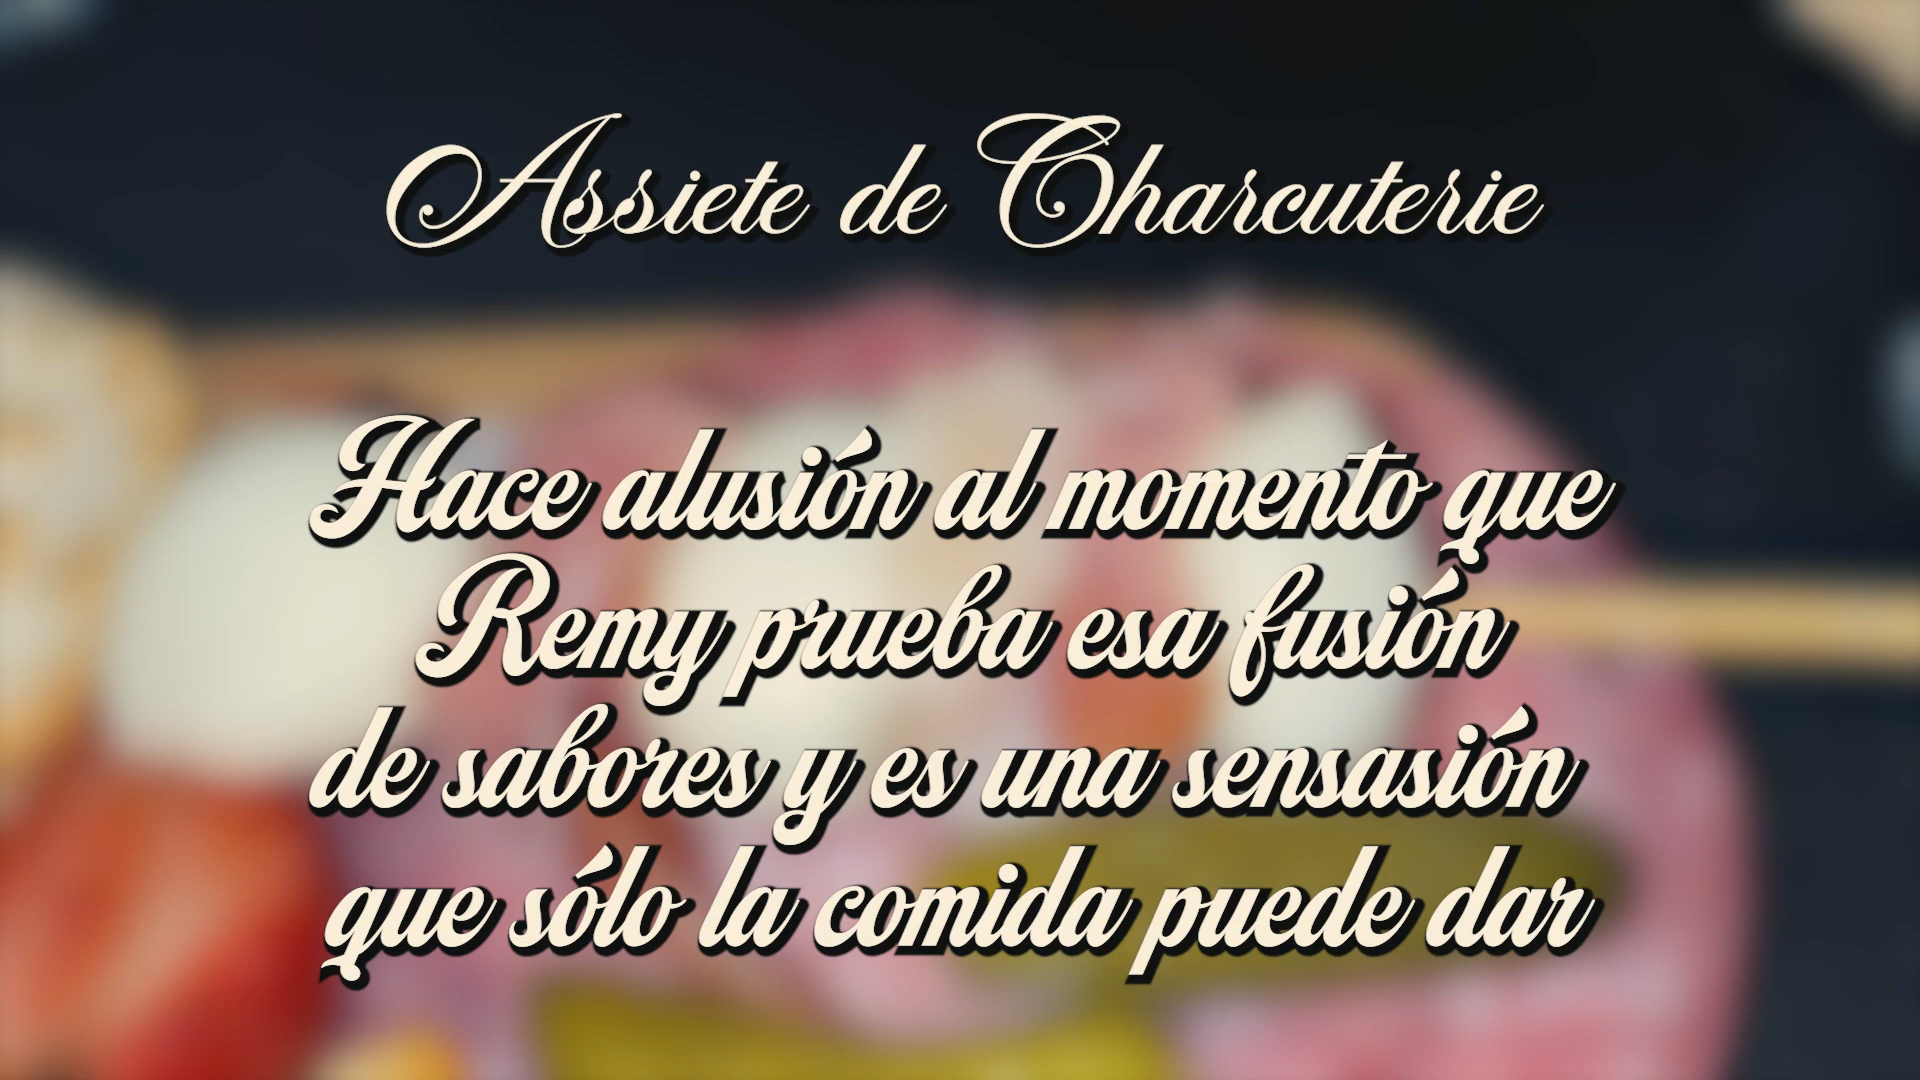 Assiete de Charcuterie
Hace alusión al momento que
Remy prueba esa fusión
de sabores y es una sensasión
que sólo la comida puede dar